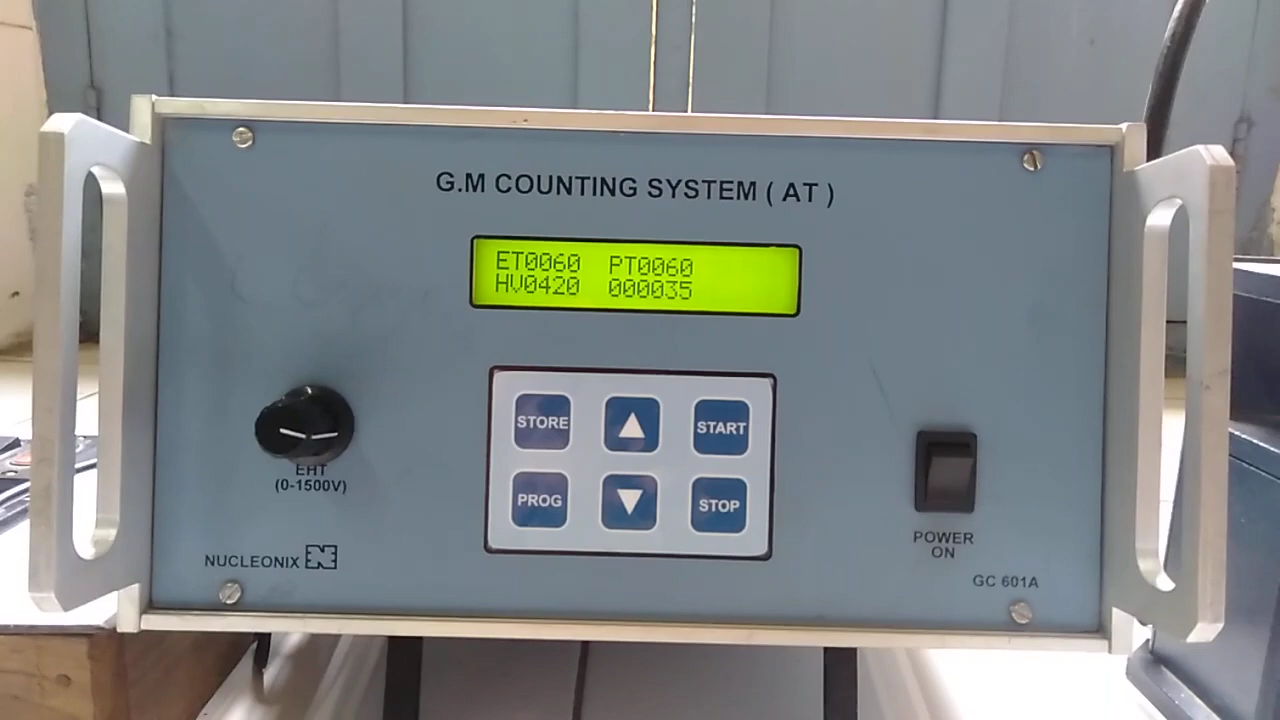 G.M COUNTING SYSTEM ( AT )
ET0060 PT0060
HV0420 000035
STORE ▲ START
PROG ▼ STOP
EHT
(0-1500V)
POWER
ON
NUCLEONIX
GC 601A